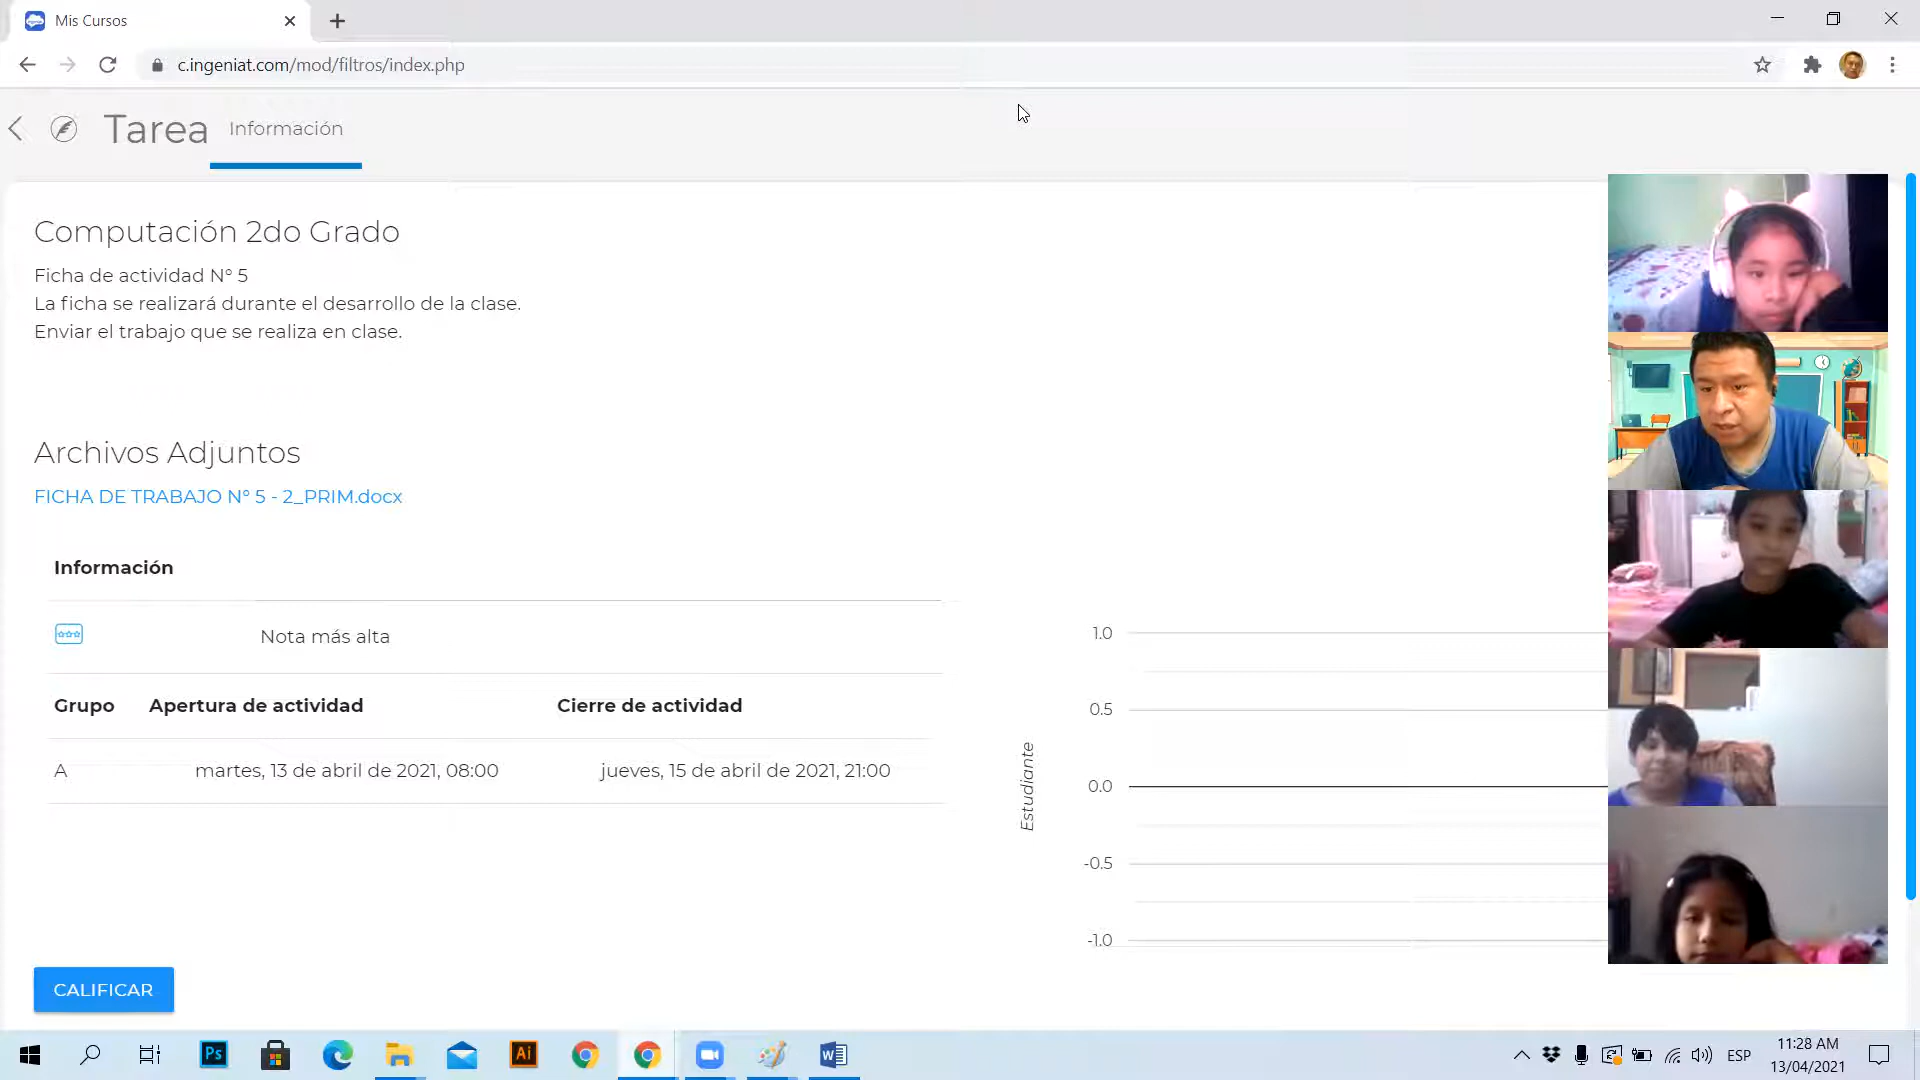 Mis Cursos
c.ingeniat.com/mod/filtros/index.php
Tarea Información
Computación 2do Grado
Ficha de actividad N° 5
La ficha se realizará durante el desarrollo de la clase.
Enviar el trabajo que se realiza en clase.
Archivos Adjuntos
FICHA DE TRABAJO N° 5 - 2_PRIM.docx
Información
Nota más alta
Grupo Apertura de actividad Cierre de actividad
A martes, 13 de abril de 2021, 08:00 jueves, 15 de abril de 2021, 21:00
1.0
0.5
0.0
-0.5
-1.0
Estudiante
CALIFICAR
Ps
Ai
W
ESP
11:28 AM
13/04/2021